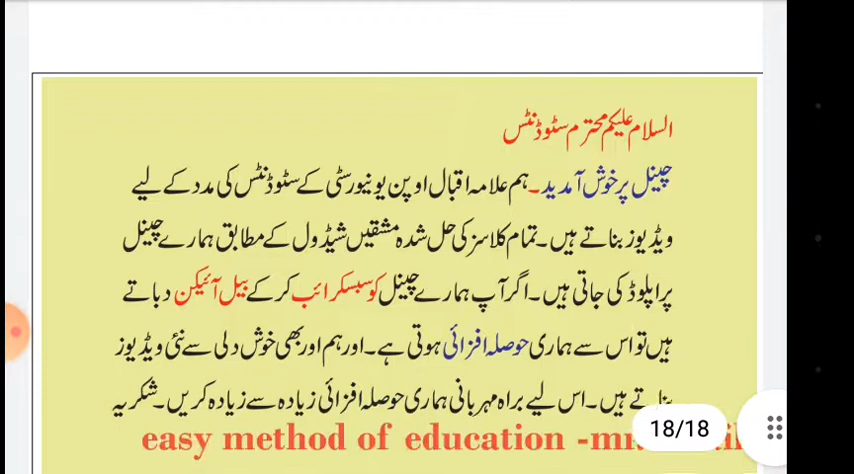 السلام علیکم محترم سٹوڈنٹس
چینل پر خوش آمدید۔ ہم علامہ اقبال اوپن یونیورسٹی کے سٹوڈنٹس کی مدد کے لیے
ویڈیوز بناتے ہیں۔ تمام کلاسز کی حل شدہ مشقیں شیڈول کے مطابق ہمارے چینل
پر اپلوڈ کی جاتی ہیں۔ اگر آپ ہمارے چینل کو سبسکرائب کر کے بیل آئیکن دباتے
ہیں تو اس سے ہماری حوصلہ افزائی ہوتی ہے۔ اور ہم اور بھی خوش دلی سے نئی ویڈیوز
بناتے ہیں۔ اس لیے براہ مہربانی ہماری حوصلہ افزائی زیادہ سے زیادہ کریں۔ شکریہ
easy method of education
18/18